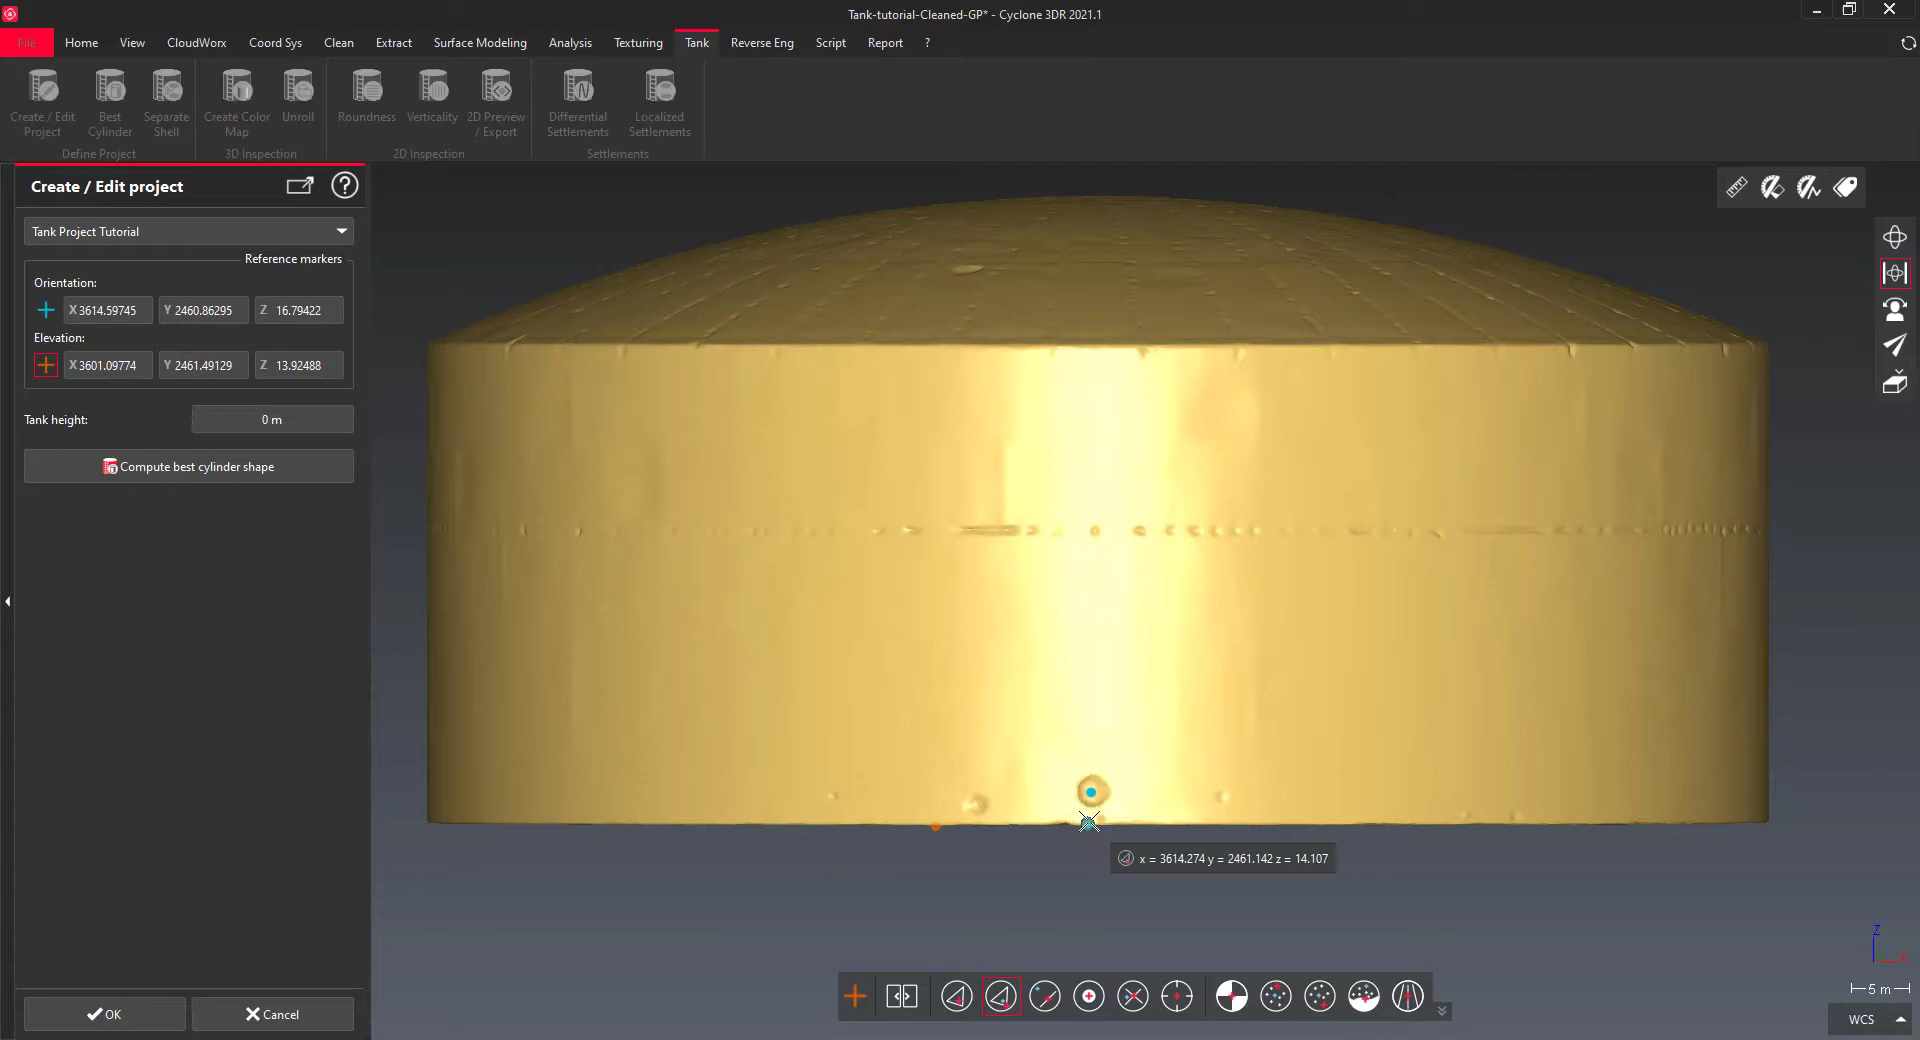 Tank-tutorial-Cleaned-GP* - Cyclone 3DR 2021.1
File Home View CloudWorx Coord Sys Clean Extract Surface Modeling Analysis Texturing Tank Reverse Eng Script Report ?
Create / Edit Project
Best Cylinder
Separate Shell
Create Color Map
Unroll
Roundness
Verticality
2D Preview / Export
Differential Settlements
Localized Settlements
Define Project
3D Inspection
2D Inspection
Settlements
Create / Edit project
Tank Project Tutorial
Reference markers
Orientation:
X 3614.59745 Y 2460.86295 Z 16.79422
Elevation:
X 3601.09774 Y 2461.49129 Z 13.92488
Tank height: 0 m
Compute best cylinder shape
x = 3614.274 y = 2461.142 z = 14.107
Z
X
5 m
OK Cancel
WCS